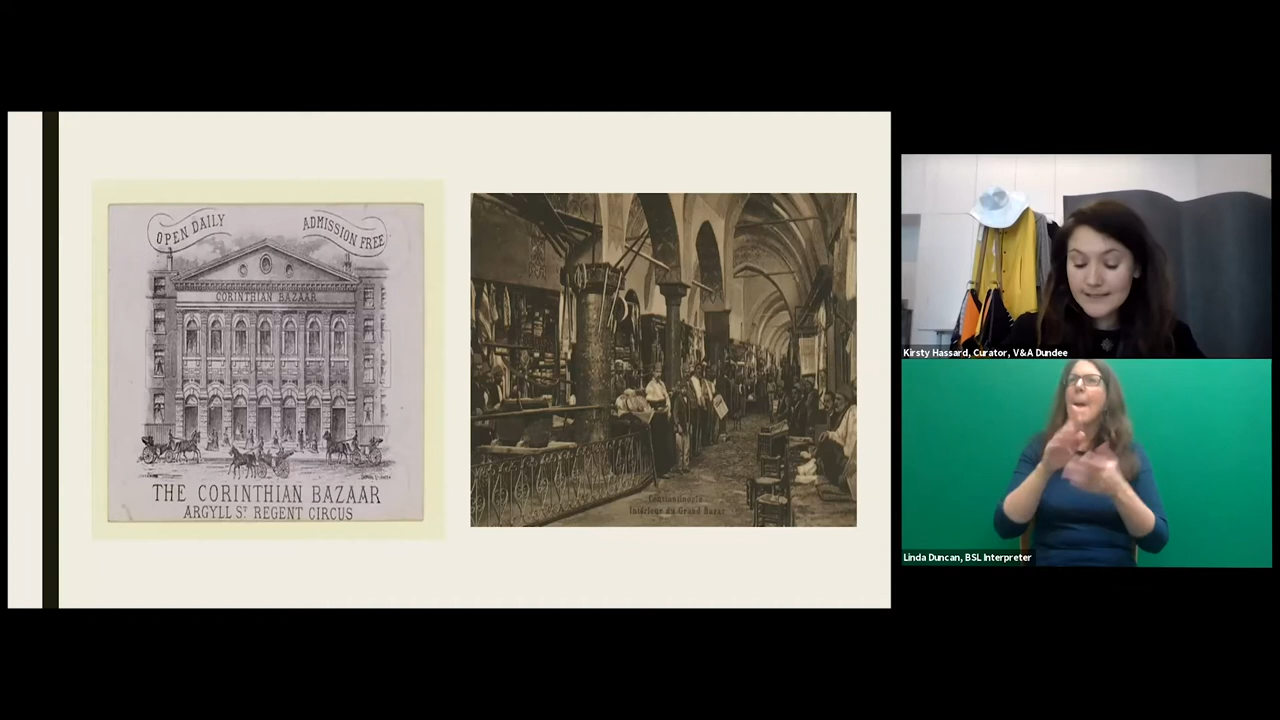 OPEN DAILY
ADMISSION FREE
CORINTHIAN BAZAAR
THE CORINTHIAN BAZAAR
ARGYLL ST REGENT CIRCUS
Constantinople
Intérieur du Grand Bazar
Kirsty Hassard, Curator, V&A Dundee
Linda Duncan, BSL Interpreter